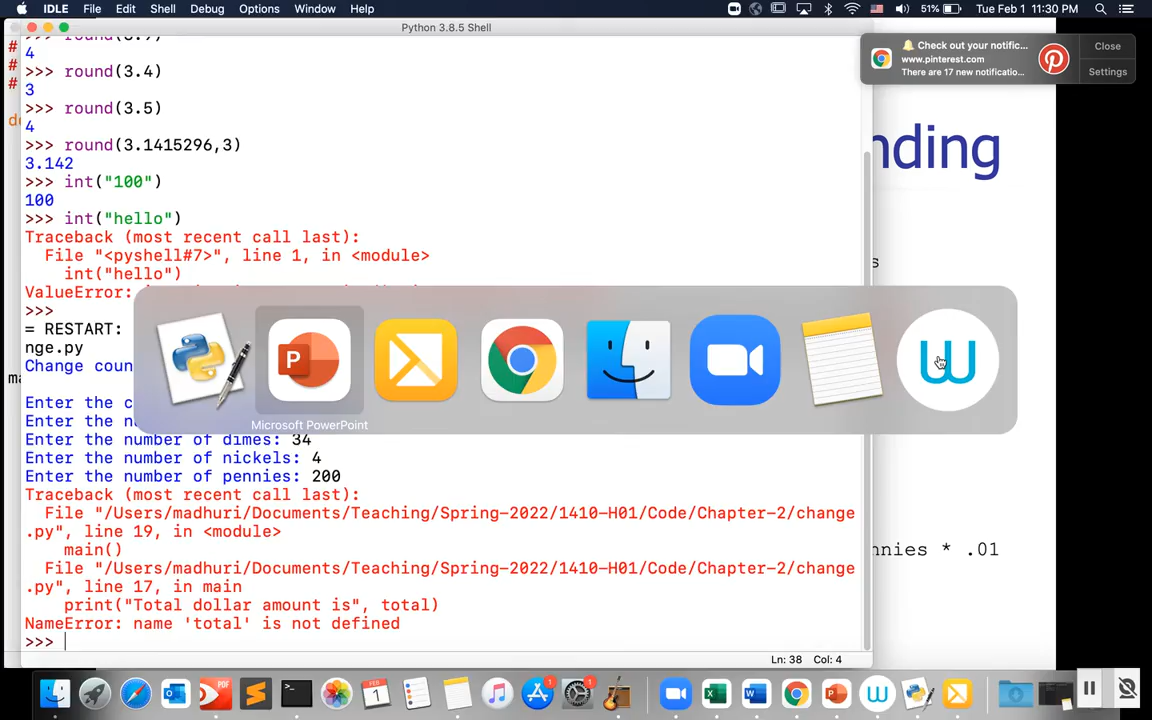 IDLE File Edit Shell Debug Options Window Help 51% Tue Feb 1 11:30 PM
Python 3.8.5 Shell
4
>>> round(3.4)
3
>>> round(3.5)
4
>>> round(3.1415296,3)
3.142
>>> int("100")
100
>>> int("hello")
Traceback (most recent call last):
File "<pyshell#7>", line 1, in <module>
int("hello")
ValueError:
>>>
= RESTART:
nge.py
Change coun
Enter the c
Enter the n
Enter the number of dimes: 34
Enter the number of nickels: 4
Enter the number of pennies: 200
Traceback (most recent call last):
File "/Users/madhuri/Documents/Teaching/Spring-2022/1410-H01/Code/Chapter-2/change
.py", line 19, in <module>
main()
File "/Users/madhuri/Documents/Teaching/Spring-2022/1410-H01/Code/Chapter-2/change
.py", line 17, in main
print("Total dollar amount is", total)
NameError: name 'total' is not defined
>>>
Ln: 38 Col: 4
Microsoft PowerPoint
🔔 Check out your notific...
www.pinterest.com
There are 17 new notificatio...
Close
Settings
nding
s
nnies * .01
#
#
#